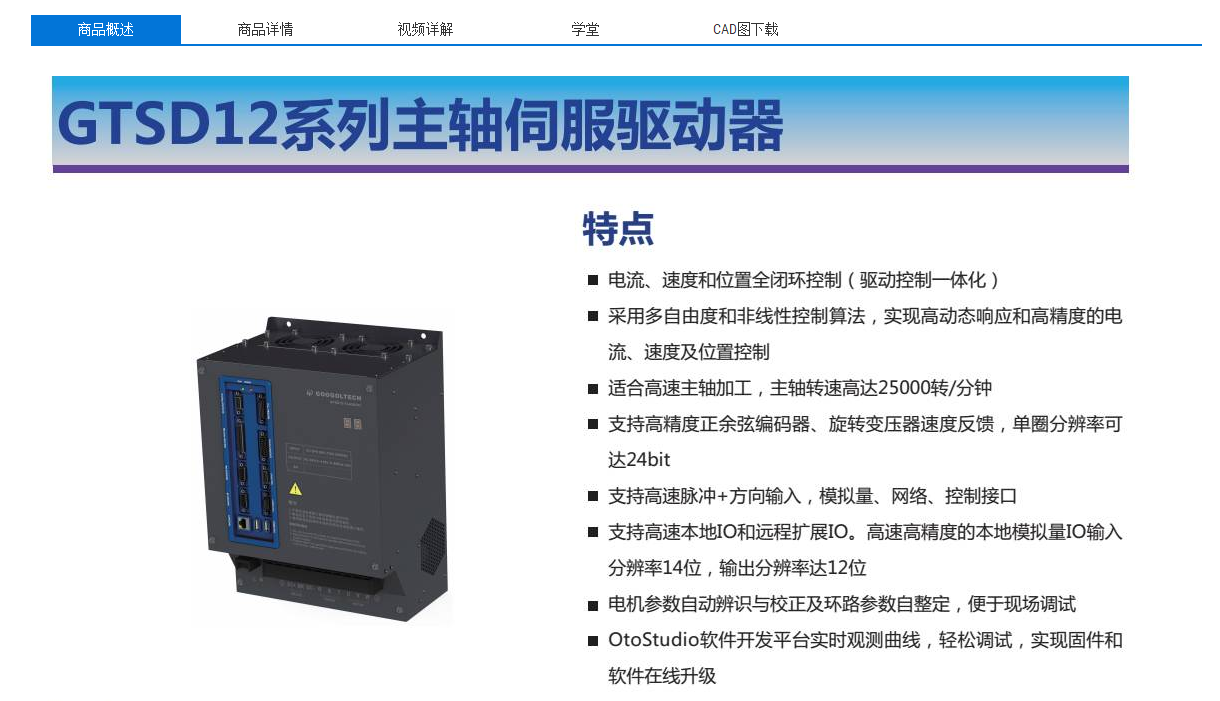 商品概述
商品详情
视频详解
学堂
CAD图下载
GTSD12系列主轴伺服驱动器
特点
电流、速度和位置全闭环控制（驱动控制一体化）
采用多自由度和非线性控制算法，实现高动态响应和高精度的电
流、速度及位置控制
适合高速主轴加工，主轴转速高达25000转/分钟
支持高精度正余弦编码器、旋转变压器速度反馈，单圈分辨率可
达24bit
支持高速脉冲+方向输入，模拟量、网络、控制接口
支持高速本地IO和远程扩展IO。高速高精度的本地模拟量IO输入
分辨率14位，输出分辨率达12位
电机参数自动辨识与校正及环路参数自整定，便于现场调试
OtoStudio软件开发平台实时观测曲线，轻松调试，实现固件和
软件在线升级
GOOGOLTECH